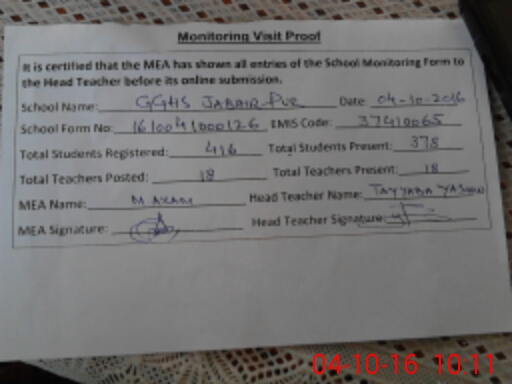 Monitoring Visit Proof
It is certified that the MEA has shown all entries of the School Monitoring Form to
the Head Teacher before its online submission.
School Name: GGHS JABAIR PUR Date 04-10-2016
School Form No: 1610041000126 EMIS Code: 37410065
Total Students Registered: 416 Total Students Present: 378
Total Teachers Posted: 18 Total Teachers Present: 18
MEA Name: M AKAM Head Teacher Name: TAYYABA
MEA Signature: Head Teacher Signature:
04-10-16 10:11